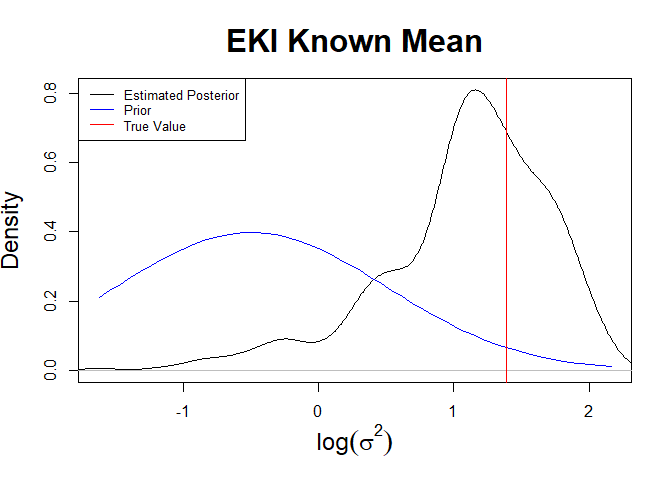 EKI Known Mean
Estimated Posterior
Prior
True Value
Density
0.8
0.6
0.4
0.2
0.0
-1
0
1
2
log(σ²)